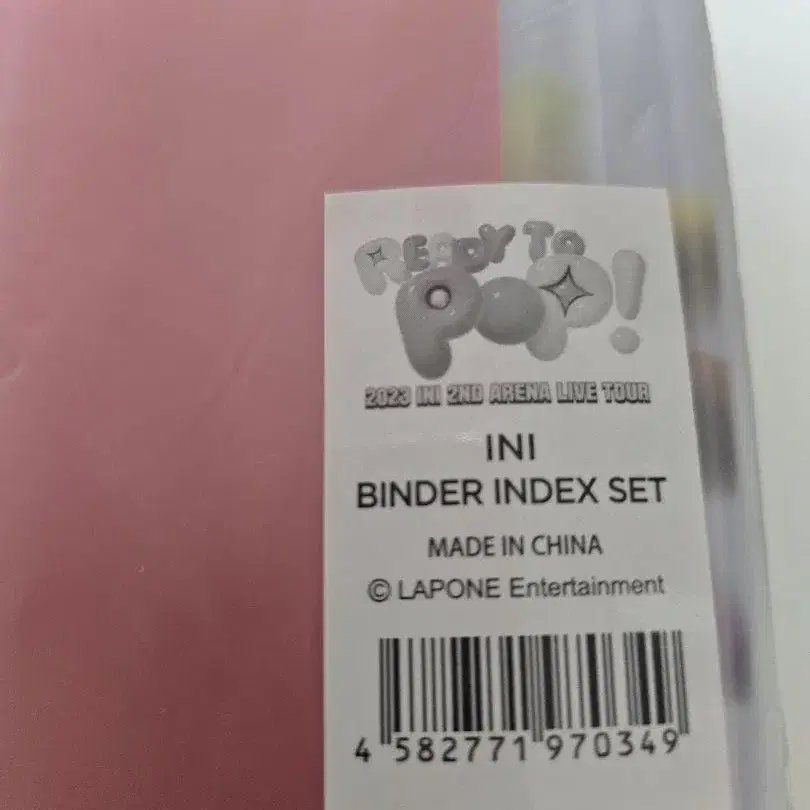 READY TO
POP!
2023 INI 2ND ARENA LIVE TOUR
INI
BINDER INDEX SET
MADE IN CHINA
© LAPONE Entertainment
4 582771 970349